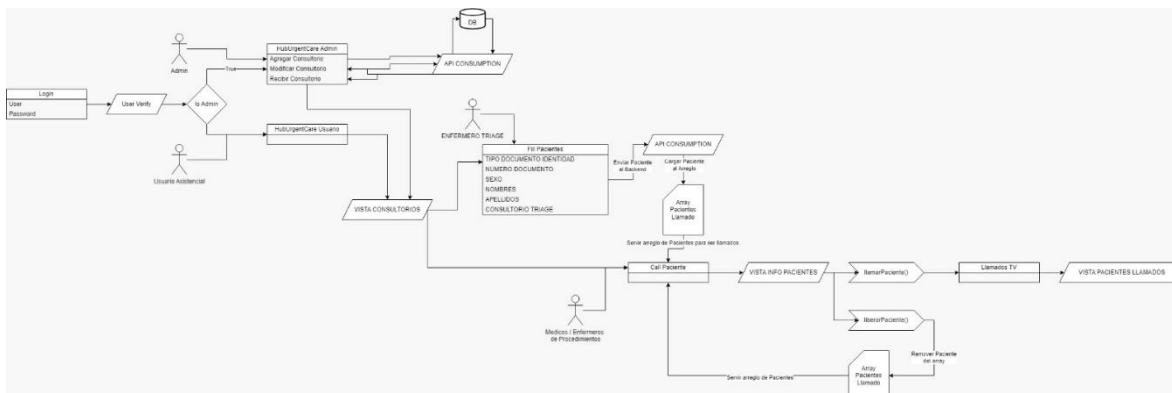 DB
HubUrgentCare Admin
Agregar Consultorio
Modificar Consultorio
Recibir Consultorio
API CONSUMPTION
Admin
True
Login
User
Password
User Verify
Is Admin
HubUrgentCare Usuario
Usuario Asistencial
ENFERMERO TRIAGE
Fill Pacientes
TIPO DOCUMENTO IDENTIDAD
NUMERO DOCUMENTO
SEXO
NOMBRES
APELLIDOS
CONSULTORIO TRIAGE
Enviar Paciente
al Backend
API CONSUMPTION
Cargar Paciente
al Arreglo
VISTA CONSULTORIOS
Array
Pacientes
Llamado
Servir arreglo de Pacientes para ser llamados
Call Paciente
VISTA INFO PACIENTES
llamarPaciente()
Llamados TV
VISTA PACIENTES LLAMADOS
Medicos / Enfermeros
de Procedimientos
liberarPaciente()
Remover Paciente
del array
Array
Pacientes
Llamado
Servir arreglo de Pacientes